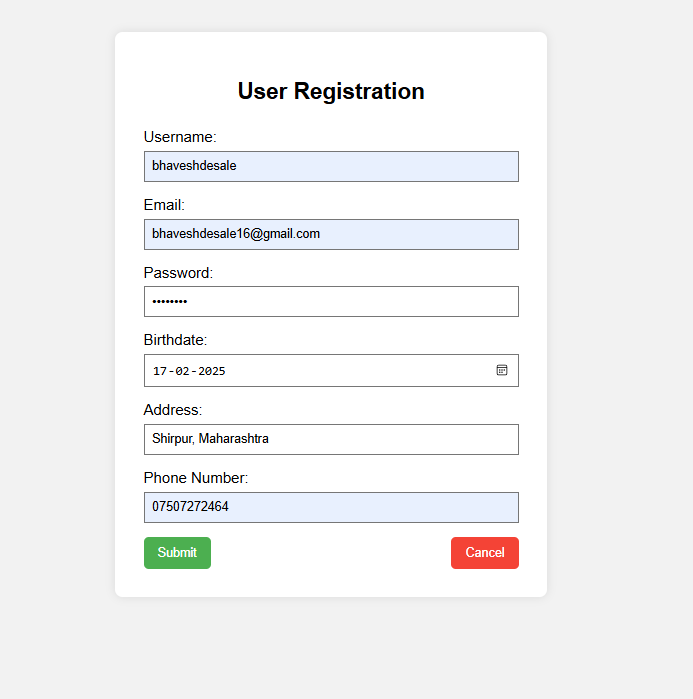 User Registration
Username:
bhaveshdesale
Email:
bhaveshdesale16@gmail.com
Password:
••••••••
Birthdate:
17-02-2025
Address:
Shirpur, Maharashtra
Phone Number:
07507272464
Submit Cancel